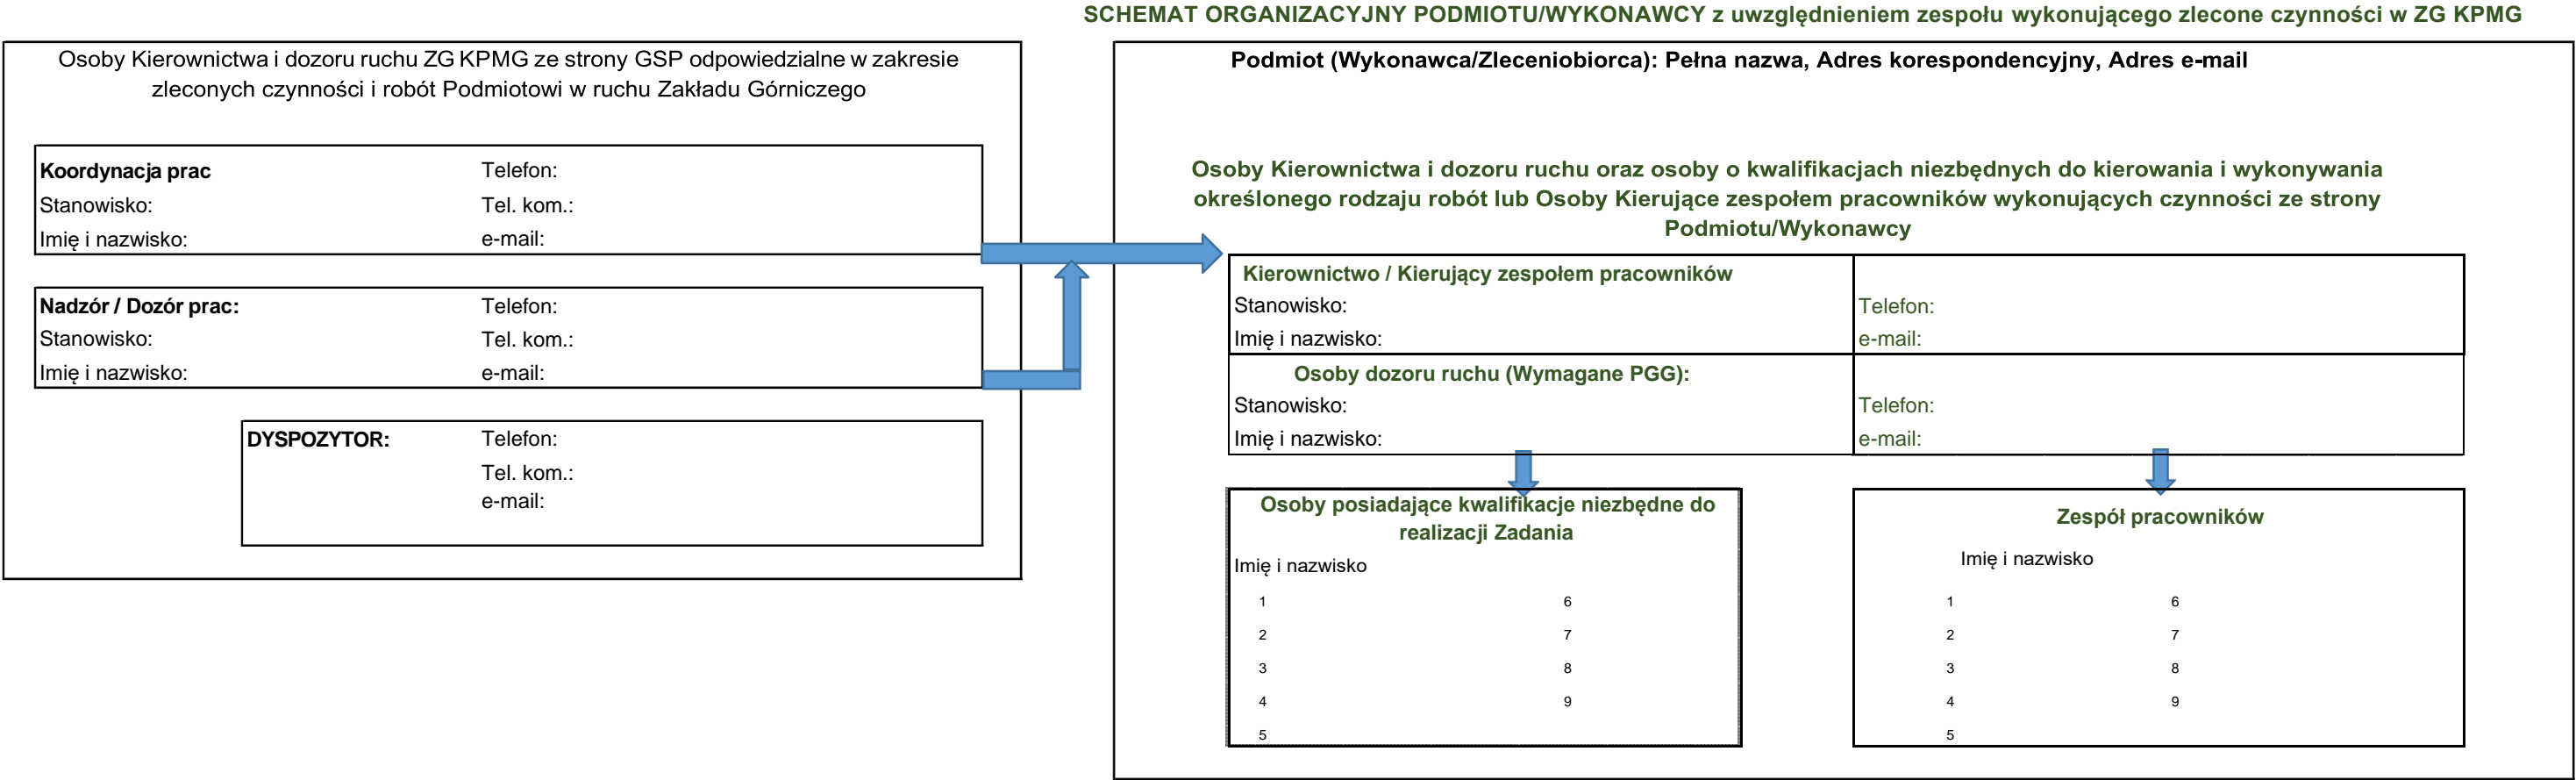 SCHEMAT ORGANIZACYJNY PODMIOTU/WYKONAWCY z uwzględnieniem zespołu wykonującego zlecone czynności w ZG KPMG
Osoby Kierownictwa i dozoru ruchu ZG KPMG ze strony GSP odpowiedzialne w zakresie
zleconych czynności i robót Podmiotowi w ruchu Zakładu Górniczego
Koordynacja prac Telefon:
Stanowisko: Tel. kom.:
Imię i nazwisko: e-mail:
Nadzór / Dozór prac: Telefon:
Stanowisko: Tel. kom.:
Imię i nazwisko: e-mail:
DYSPOZYTOR: Telefon:
Tel. kom.:
e-mail:
Podmiot (Wykonawca/Zleceniobiorca): Pełna nazwa, Adres korespondencyjny, Adres e-mail
Osoby Kierownictwa i dozoru ruchu oraz osoby o kwalifikacjach niezbędnych do kierowania i wykonywania
określonego rodzaju robót lub Osoby Kierujące zespołem pracowników wykonujących czynności ze strony
Podmiotu/Wykonawcy
Kierownictwo / Kierujący zespołem pracowników
Stanowisko: Telefon:
Imię i nazwisko: e-mail:
Osoby dozoru ruchu (Wymagane PGG):
Stanowisko: Telefon:
Imię i nazwisko: e-mail:
Osoby posiadające kwalifikacje niezbędne do
realizacji Zadania
Imię i nazwisko
1 6
2 7
3 8
4 9
5
Zespół pracowników
Imię i nazwisko
1 6
2 7
3 8
4 9
5